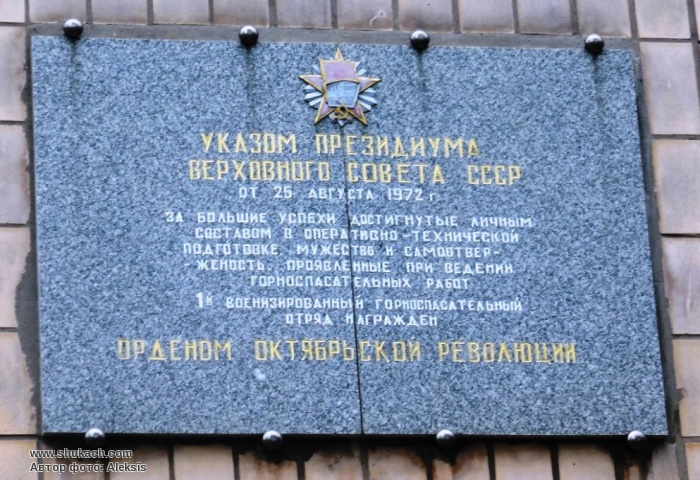 УКАЗОМ ПРЕЗИДИУМА
ВЕРХОВНОГО СОВЕТА СССР
ОТ 25 АВГУСТА 1972 г.
ЗА БОЛЬШИЕ УСПЕХИ ДОСТИГНУТЫЕ ЛИЧНЫМ
СОСТАВОМ В ОПЕРАТИВНО-ТЕХНИЧЕСКОЙ
ПОДГОТОВКЕ, МУЖЕСТВО И САМООТВЕР-
ЖЕНОСТЬ, ПРОЯВЛЕННЫЕ ПРИ ВЕДЕНИИ
ГОРНОСПАСАТЕЛЬНЫХ РАБОТ
1й ВОЕНИЗИРОВАННЫЙ ГОРНОСПАСАТЕЛЬНЫЙ
ОТРЯД НАГРАЖДЕН
ОРДЕНОМ ОКТЯБРЬСКОЙ РЕВОЛЮЦИИ
www.shukach.com
Автор фото: Aleksis